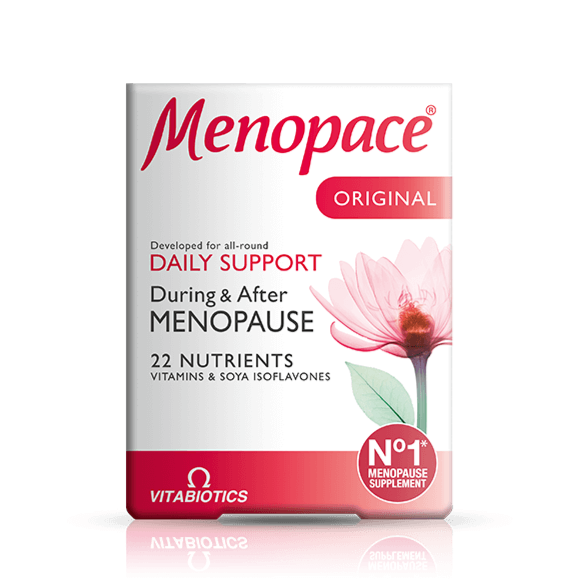 Menopace®
ORIGINAL
Developed for all-round
DAILY SUPPORT
During & After
MENOPAUSE
22 NUTRIENTS
VITAMINS & SOYA ISOFLAVONES
Nº1*
MENOPAUSE
SUPPLEMENT
Ω
VITABIOTICS